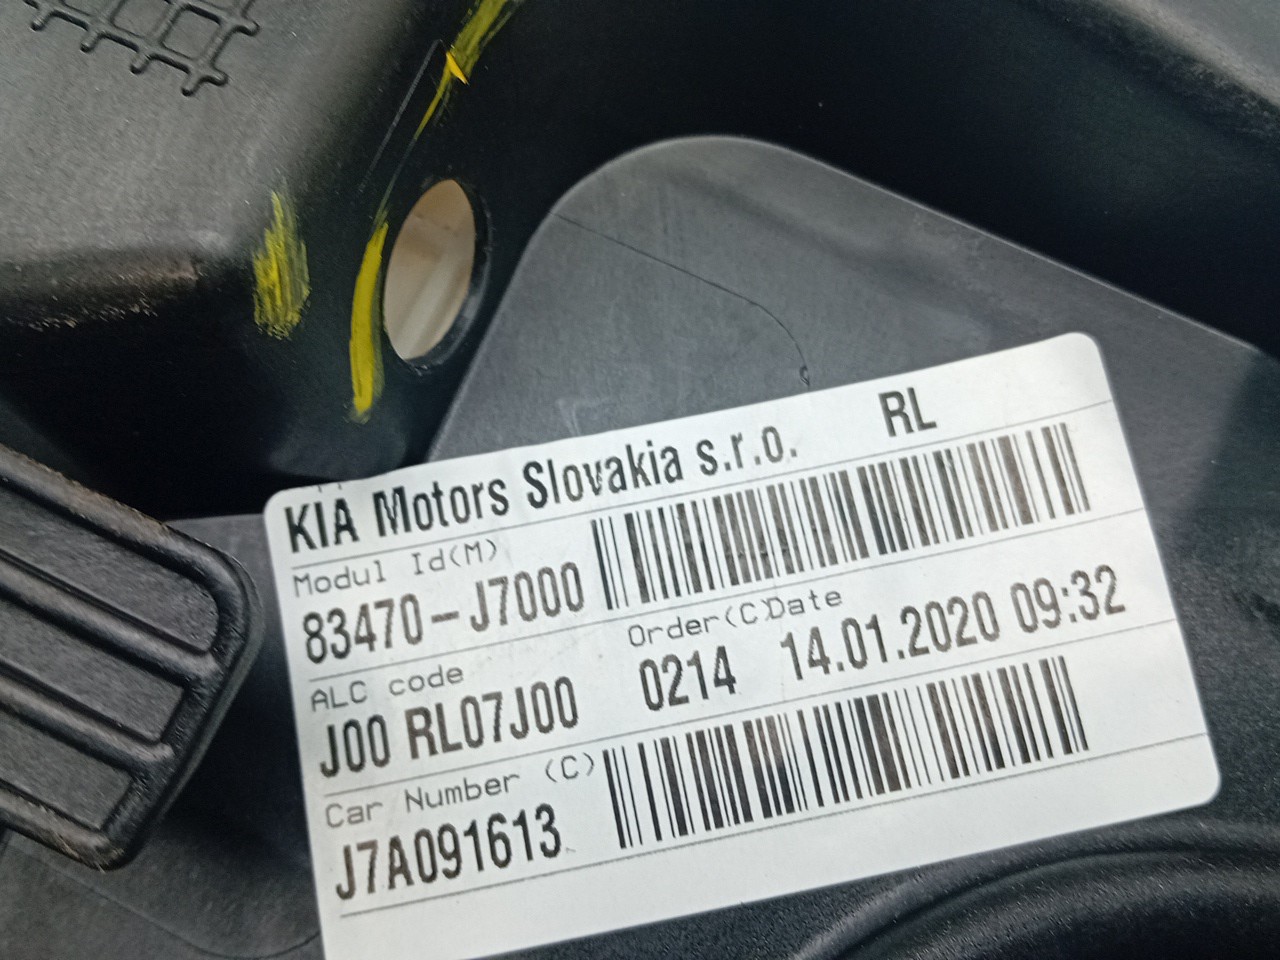 KIA Motors Slovakia s.r.o. RL
Modul Id(M)
83470-J7000
ALC code Order(C)Date
J00 RL07J00 0214 14.01.2020 09:32
Car Number (C)
J7A091613